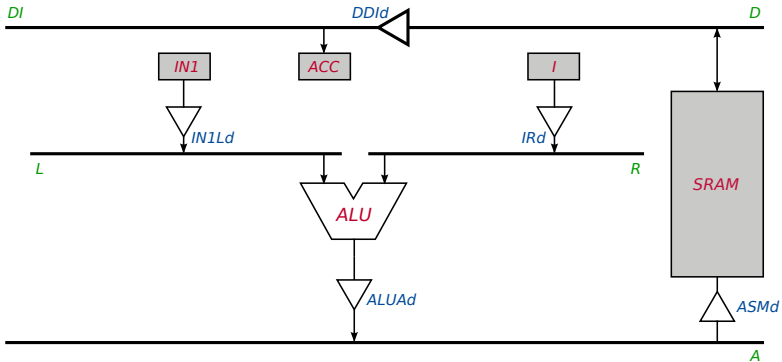 DI DDId D
IN1 ACC I
IN1Ld IRd
L R
SRAM
ALU
ALUAd ASMd
A